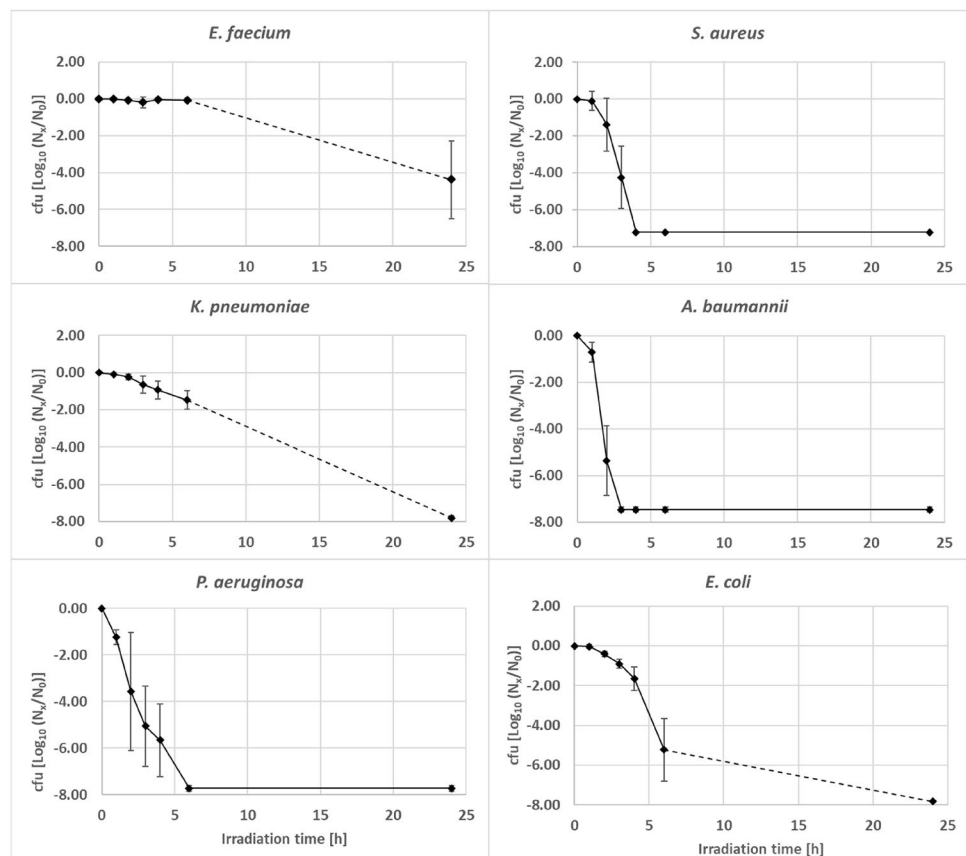 E. faecium
2.00
0.00
-2.00
-4.00
-6.00
-8.00
cfu [Log10 (Nx/N0)]
0 5 10 15 20 25
S. aureus
2.00
0.00
-2.00
-4.00
-6.00
-8.00
cfu [Log10 (Nx/N0)]
0 5 10 15 20 25
K. pneumoniae
2.00
0.00
-2.00
-4.00
-6.00
-8.00
cfu [Log10 (Nx/N0)]
0 5 10 15 20 25
A. baumannii
0.00
-2.00
-4.00
-6.00
-8.00
cfu [Log10 (Nx/N0)]
0 5 10 15 20 25
P. aeruginosa
0.00
-2.00
-4.00
-6.00
-8.00
cfu [Log10 (Nx/N0)]
0 5 10 15 20 25
Irradiation time [h]
E. coli
2.00
0.00
-2.00
-4.00
-6.00
-8.00
cfu [Log10 (Nx/N0)]
0 5 10 15 20 25
Irradiation time [h]